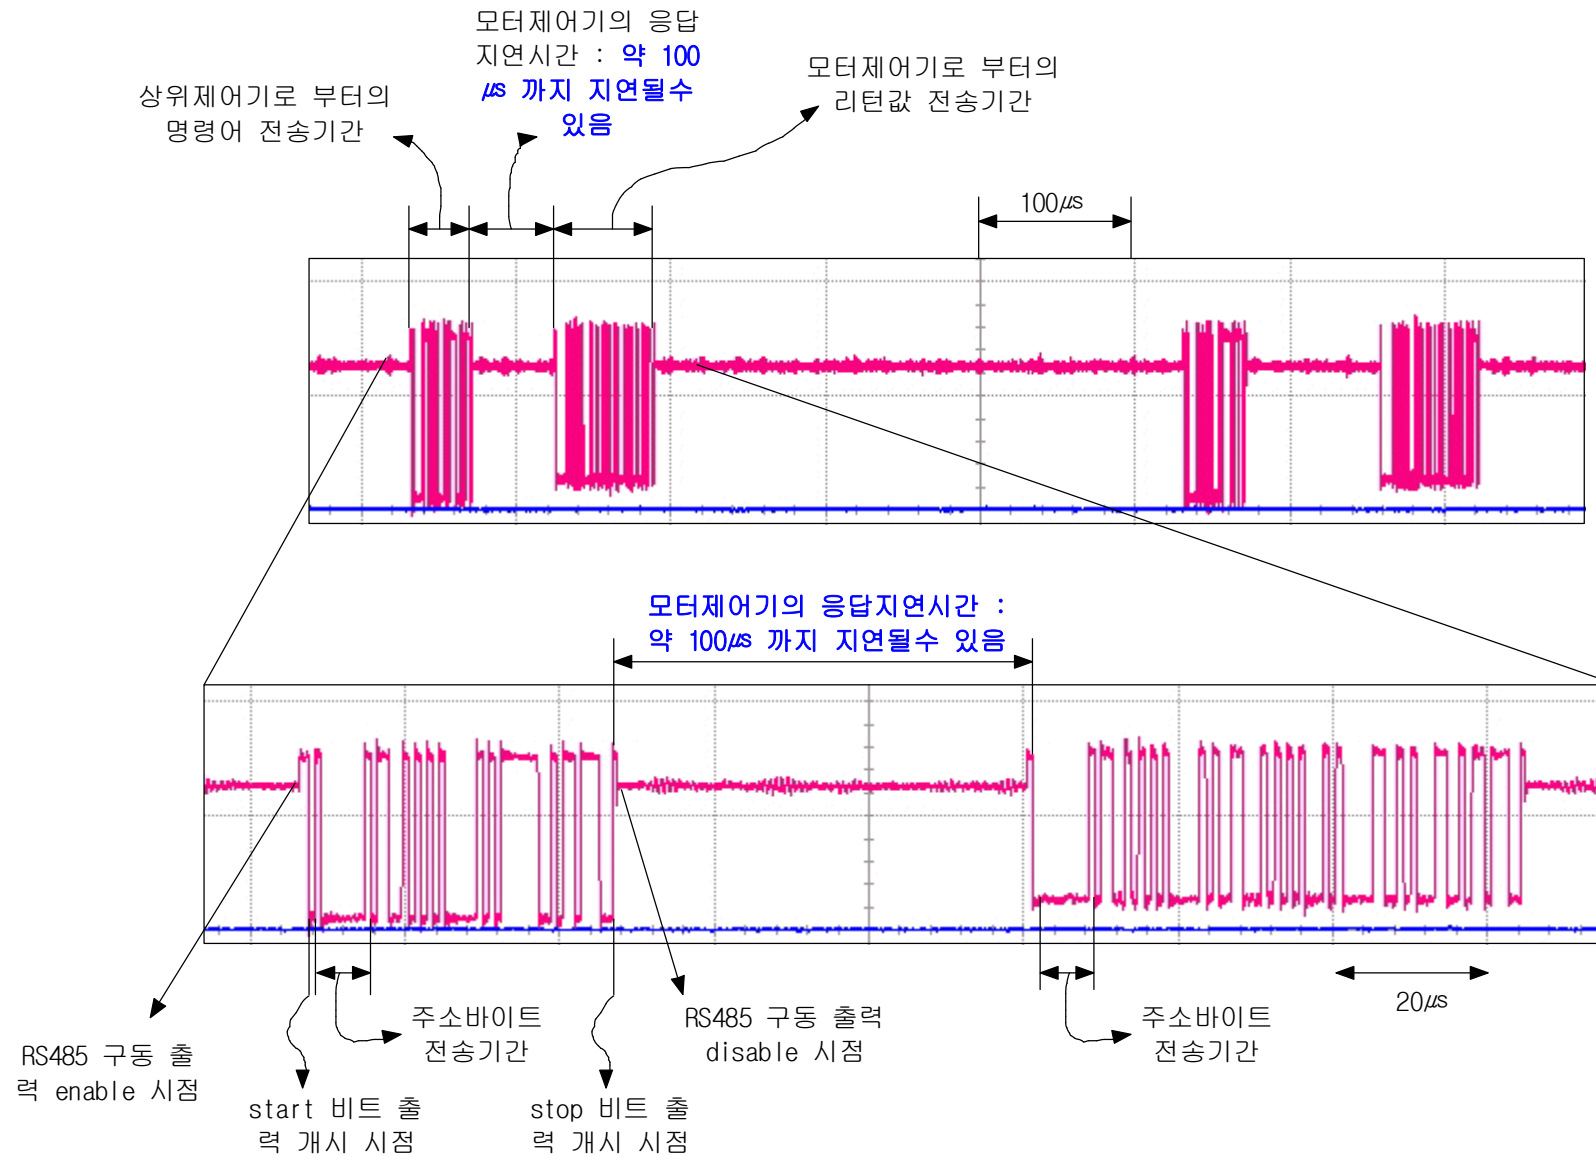 모터제어기의 응답
지연시간 : 약 100
㎲ 까지 지연될수
있음
상위제어기로 부터의
명령어 전송기간
모터제어기로 부터의
리턴값 전송기간
100㎲
모터제어기의 응답지연시간 :
약 100㎲ 까지 지연될수 있음
20㎲
주소바이트
전송기간
RS485 구동 출력
disable 시점
주소바이트
전송기간
RS485 구동 출
력 enable 시점
start 비트 출
력 개시 시점
stop 비트 출
력 개시 시점